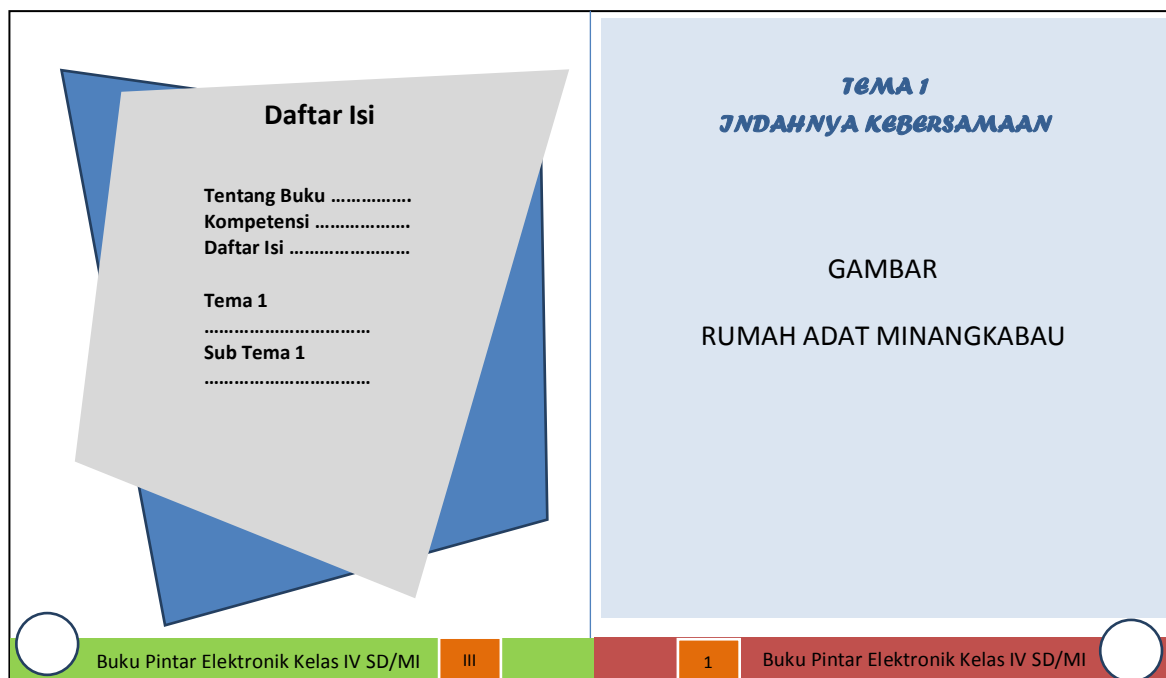 Daftar Isi
Tentang Buku ...............
Kompetensi ...................
Daftar Isi ........................
Tema 1
.................................
Sub Tema 1
.................................
Buku Pintar Elektronik Kelas IV SD/MI
III
TEMA 1
INDAHNYA KEBERSAMAAN
GAMBAR
RUMAH ADAT MINANGKABAU
1
Buku Pintar Elektronik Kelas IV SD/MI